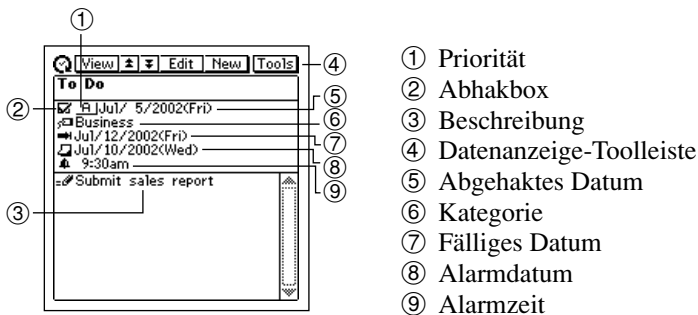 ①
View Edit New Tools
④
To Do
② A Jul/ 5/2002(Fri)
⑤
Business
⑥
Jul/12/2002(Fri)
⑦
Jul/10/2002(Wed)
⑧
9:30am
⑨
Submit sales report
③
① Priorität
② Abhakbox
③ Beschreibung
④ Datenanzeige-Toolleiste
⑤ Abgehaktes Datum
⑥ Kategorie
⑦ Fälliges Datum
⑧ Alarmdatum
⑨ Alarmzeit